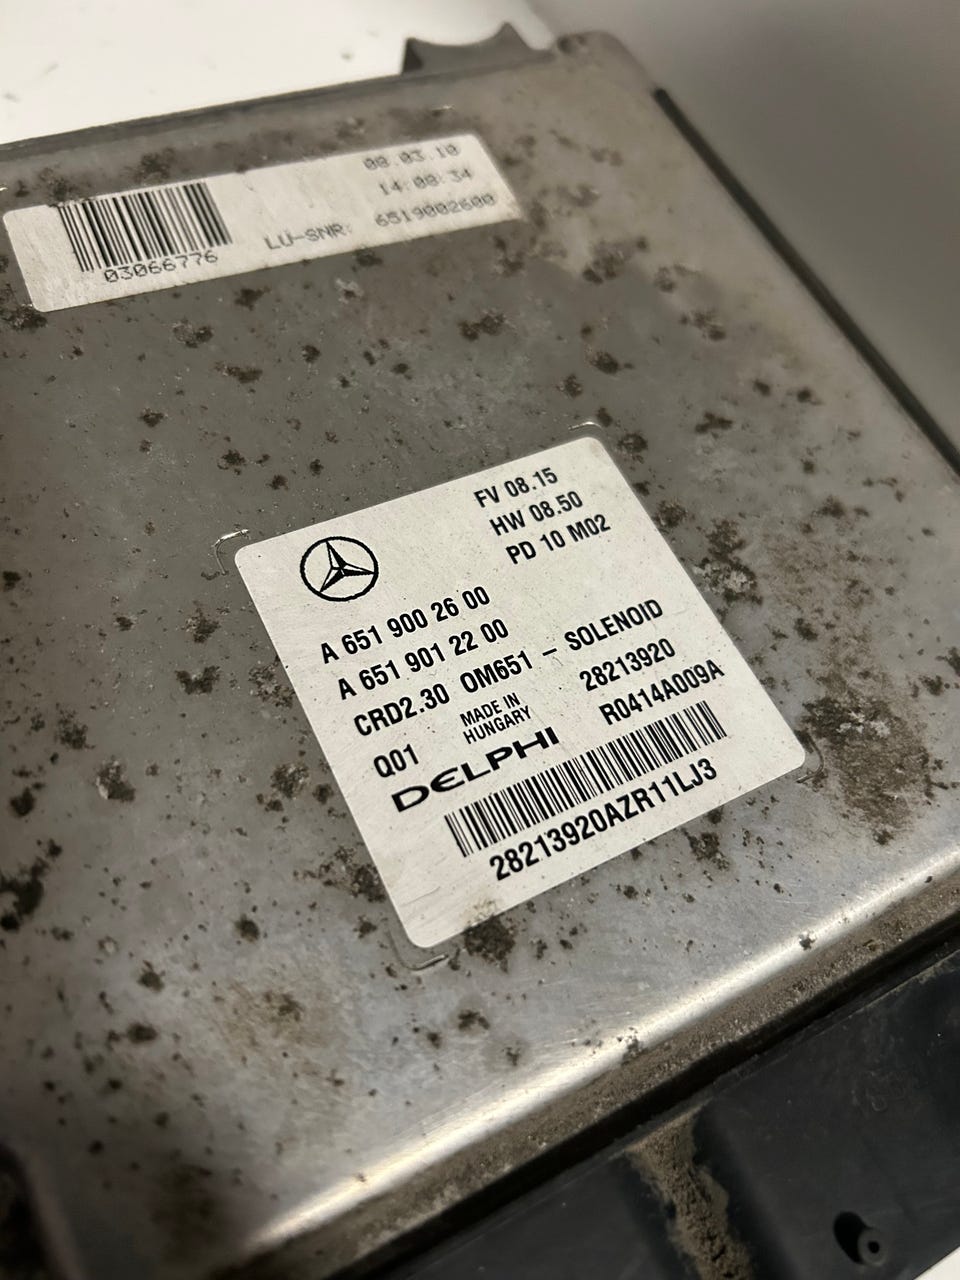 08.03.10
14:08:34
LU-SNR: 6519002600
03066776
FV 08.15
HW 08.50
PD 10 M02
A 651 900 26 00
A 651 901 22 00
CRD2.30 OM651 – SOLENOID
Q01 MADE IN HUNGARY 28213920
DELPHI R0414A009A
28213920AZR11LJ3